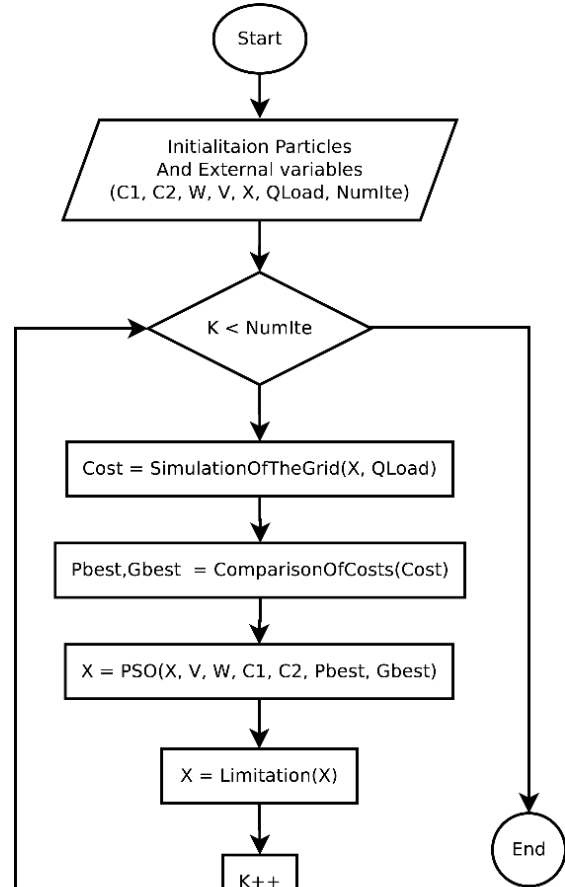 Start
Initialitaion Particles
And External variables
(C1, C2, W, V, X, QLoad, NumIte)
K < NumIte
Cost = SimulationOfTheGrid(X, QLoad)
Pbest,Gbest  = ComparisonOfCosts(Cost)
X = PSO(X, V, W, C1, C2, Pbest, Gbest)
X = Limitation(X)
K++
End